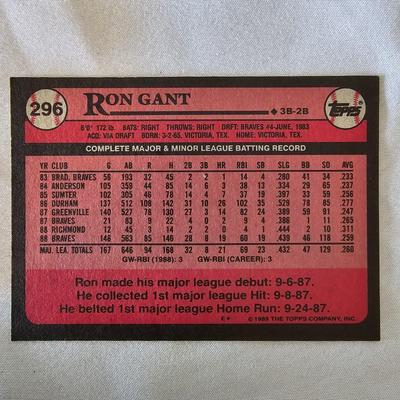 296
RON GANT
3B-2B
Topps
6'0" 172 lb. BATS: RIGHT THROWS: RIGHT DRFT: BRAVES #4-JUNE, 1983
ACQ: VIA DRAFT BORN: 3-2-65, VICTORIA, TEX. HOME: VICTORIA, TEX.
COMPLETE MAJOR & MINOR LEAGUE BATTING RECORD
YR CLUB G AB R H 2B 3B HR RBI SB SLG BB SO AVG
83 BRAD. BRAVES 56 193 32 45 2 2 1 14 4 .280 41 34 .233
84 ANDERSON 105 359 44 85 14 6 3 38 13 29 65 .237
85 SUMTER 102 305 46 78 14 4 7 37 19 33 59 .256
86 DURHAM 137 512 108 142 31 10 26 102 35 78 85 .277
87 GREENVILLE 140 527 78 130 27 3 14 82 24 59 91 .247
87 BRAVES 21 83 9 22 4 0 2 9 4 .386 1 11 .265
88 RICHMOND 12 45 3 14 2 2 0 4 1 .444 2 10 .311
88 BRAVES 146 563 85 146 28 8 19 60 19 .439 46 118 .259
MAJ. LEA. TOTALS 167 646 94 168 32 8 21 69 23 .432 47 129 .260
GW-RBI (1988): 3 GW-RBI (CAREER): 3
Ron made his major league debut: 9-6-87.
He collected 1st major league Hit: 9-8-87.
He belted 1st major league Home Run: 9-24-87.
E* © 1989 THE TOPPS COMPANY, INC.